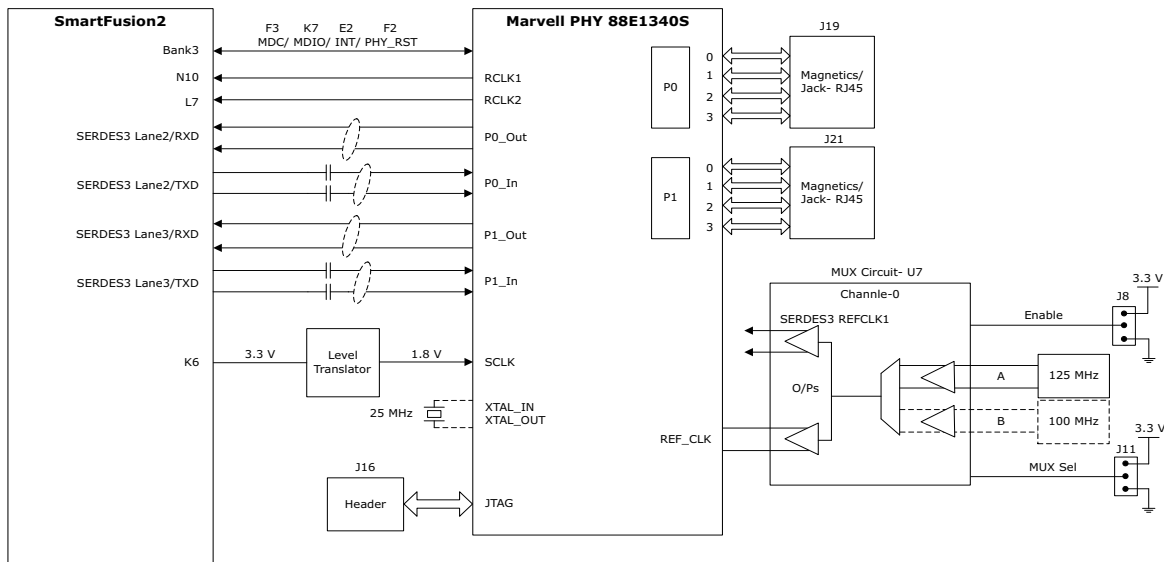 SmartFusion2
Marvell PHY 88E1340S
F3 K7 E2 F2
MDC/ MDIO/ INT/ PHY_RST
Bank3
N10
RCLK1
L7
RCLK2
SERDES3 Lane2/RXD
P0_Out
SERDES3 Lane2/TXD
P0_In
SERDES3 Lane3/RXD
P1_Out
SERDES3 Lane3/TXD
P1_In
K6
3.3 V
Level
Translator
1.8 V
SCLK
25 MHz
XTAL_IN
XTAL_OUT
J16
Header
JTAG
P0
0
1
2
3
J19
Magnetics/
Jack- RJ45
P1
0
1
2
3
J21
Magnetics/
Jack- RJ45
REF_CLK
MUX Circuit- U7
Channle-0
SERDES3 REFCLK1
O/Ps
Enable
J8
3.3 V
A
125 MHz
B
100 MHz
MUX Sel
J11
3.3 V